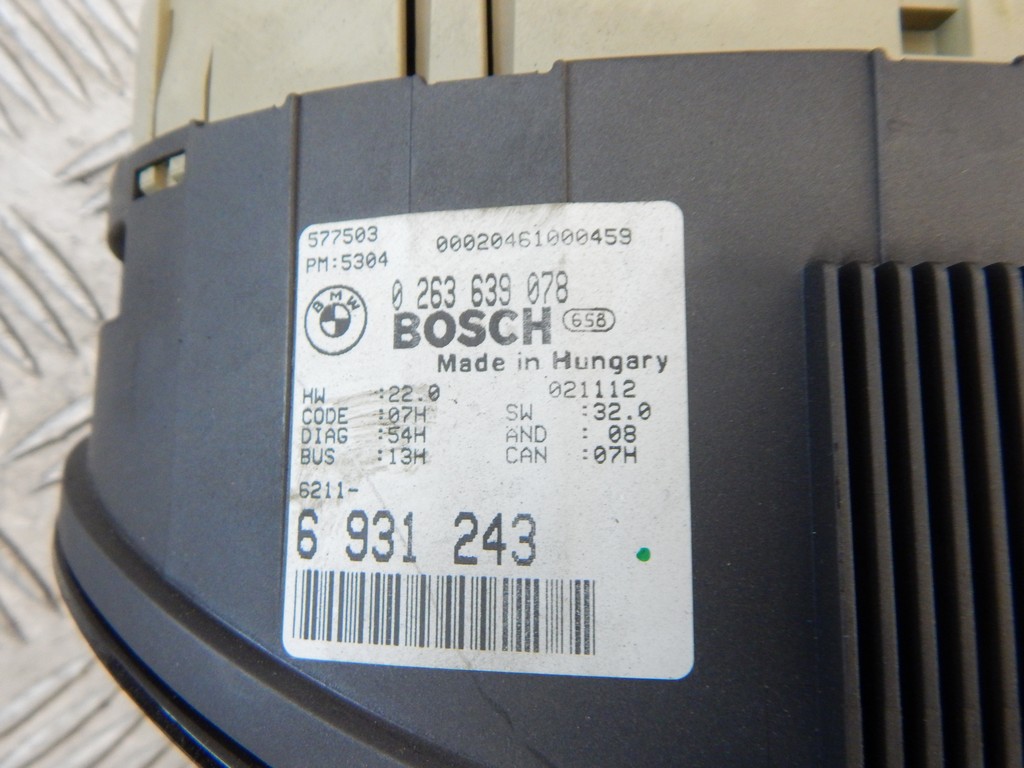 577503 00020461000459
PM:5304
BMW
0 263 639 078
BOSCH 658
Made in Hungary
HW :22.0 021112
CODE :07H SW :32.0
DIAG :54H AND : 08
BUS :13H CAN :07H
6211-
6 931 243